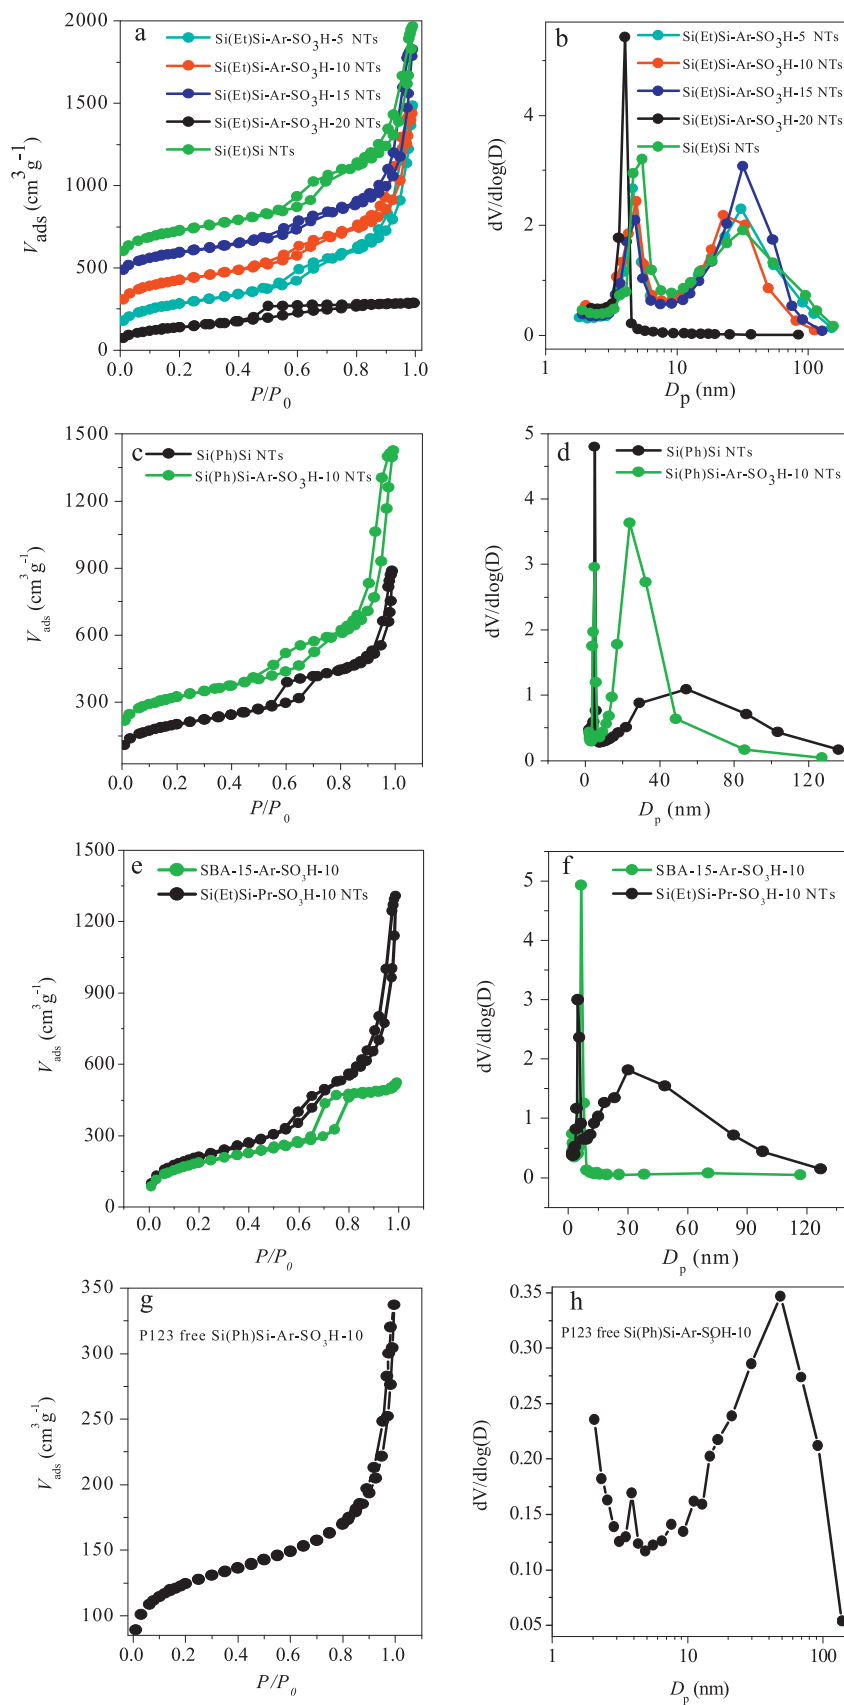 a
Si(Et)Si-Ar-SO3H-5 NTs
Si(Et)Si-Ar-SO3H-10 NTs
Si(Et)Si-Ar-SO3H-15 NTs
Si(Et)Si-Ar-SO3H-20 NTs
Si(Et)Si NTs
2000
1500
1000
500
0
Vads (cm3 g-1)
0.0 0.2 0.4 0.6 0.8 1.0
P/P0
b
Si(Et)Si-Ar-SO3H-5 NTs
Si(Et)Si-Ar-SO3H-10 NTs
Si(Et)Si-Ar-SO3H-15 NTs
Si(Et)Si-Ar-SO3H-20 NTs
Si(Et)Si NTs
4
2
0
dV/dlog(D)
1 10 100
Dp (nm)
c
Si(Ph)Si NTs
Si(Ph)Si-Ar-SO3H-10 NTs
1500
1200
900
600
300
Vads (cm3 g-1)
0.0 0.2 0.4 0.6 0.8 1.0
P/P0
d
Si(Ph)Si NTs
Si(Ph)Si-Ar-SO3H-10 NTs
5
4
3
2
1
0
dV/dlog(D)
0 40 80 120
Dp (nm)
e
SBA-15-Ar-SO3H-10
Si(Et)Si-Pr-SO3H-10 NTs
1500
1200
900
600
300
0
Vads (cm3 g-1)
0.0 0.2 0.4 0.6 0.8 1.0
P/P0
f
SBA-15-Ar-SO3H-10
Si(Et)Si-Pr-SO3H-10 NTs
5
4
3
2
1
0
dV/dlog(D)
0 30 60 90 120
Dp (nm)
g
P123 free Si(Ph)Si-Ar-SO3H-10
350
300
250
200
150
100
Vads (cm3 g-1)
0.0 0.2 0.4 0.6 0.8 1.0
P/P0
h
P123 free Si(Ph)Si-Ar-SO3H-10
0.35
0.30
0.25
0.20
0.15
0.10
0.05
dV/dlog(D)
1 10 100
Dp (nm)